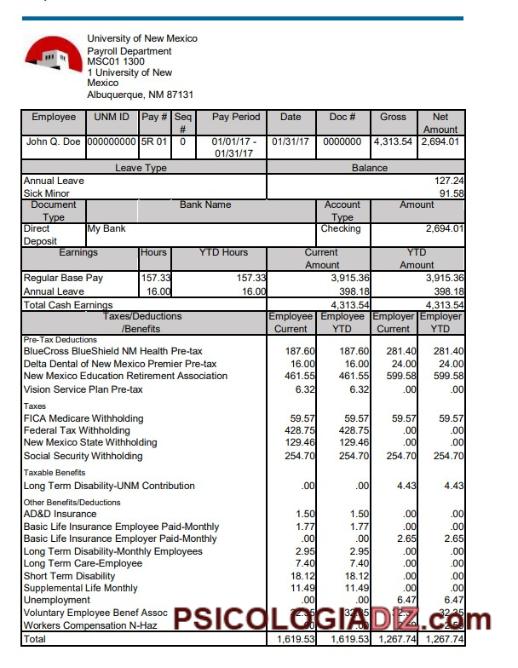 University of New Mexico
Payroll Department
MSC01 1300
1 University of New
Mexico
Albuquerque, NM 87131
Employee UNM ID Pay # Seq # Pay Period Date Doc # Gross Net Amount
John Q. Doe 000000000 5R 01 0 01/01/17 - 01/31/17 01/31/17 0000000 4,313.54 2,694.01
Leave Type Balance
Annual Leave 127.24
Sick Minor 91.58
Document Type Bank Name Account Type Amount
Direct Deposit My Bank Checking 2,694.01
Earnings Hours YTD Hours Current Amount YTD Amount
Regular Base Pay 157.33 157.33 3,915.36 3,915.36
Annual Leave 16.00 16.00 398.18 398.18
Total Cash Earnings 4,313.54 4,313.54
Taxes/Deductions /Benefits Employee Current Employee YTD Employer Current Employer YTD
Pre-Tax Deductions
BlueCross BlueShield NM Health Pre-tax 187.60 187.60 281.40 281.40
Delta Dental of New Mexico Premier Pre-tax 16.00 16.00 24.00 24.00
New Mexico Education Retirement Association 461.55 461.55 599.58 599.58
Vision Service Plan Pre-tax 6.32 6.32 .00 .00
Taxes
FICA Medicare Withholding 59.57 59.57 59.57 59.57
Federal Tax Withholding 428.75 428.75 .00 .00
New Mexico State Withholding 129.46 129.46 .00 .00
Social Security Withholding 254.70 254.70 254.70 254.70
Taxable Benefits
Long Term Disability-UNM Contribution .00 .00 4.43 4.43
Other Benefits/Deductions
AD&D Insurance 1.50 1.50 .00 .00
Basic Life Insurance Employee Paid-Monthly 1.77 1.77 .00 .00
Basic Life Insurance Employer Paid-Monthly .00 .00 2.65 2.65
Long Term Disability-Monthly Employees 2.95 2.95 .00 .00
Long Term Care-Employee 7.40 7.40 .00 .00
Short Term Disability 18.12 18.12 .00 .00
Supplemental Life Monthly 11.49 11.49 .00 .00
Unemployment .00 .00 6.47 6.47
Voluntary Employee Benef Assoc
Workers Compensation N-Haz
PSICOLOGIADIZ.com
Total 1,619.53 1,619.53 1,267.74 1,267.74